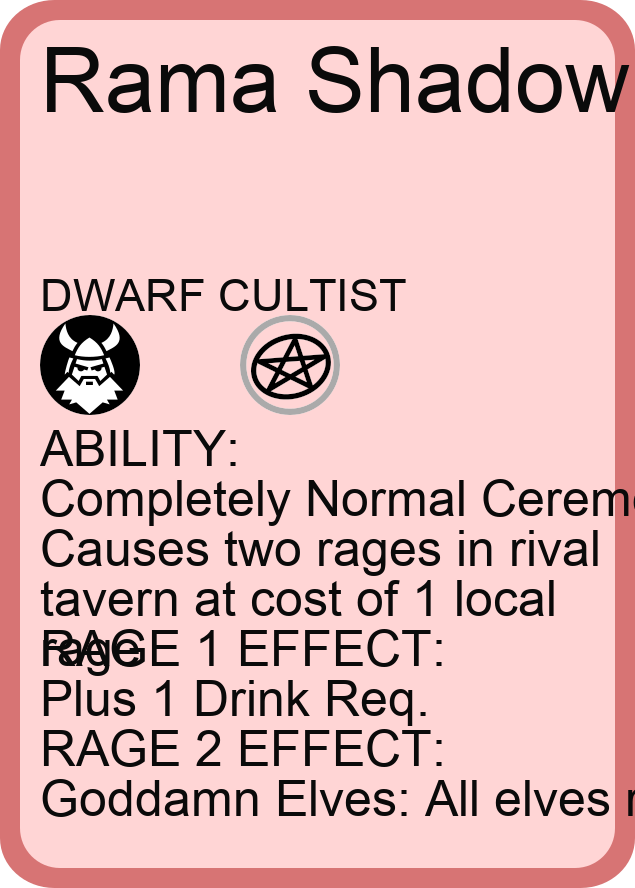 Rama Shadow
DWARF CULTIST
ABILITY:
Completely Normal
Causes two rages in rival
tavern at cost of 1 local
rage
RAGE 1 EFFECT:
Plus 1 Drink Req.
RAGE 2 EFFECT:
Goddamn Elves: All elves